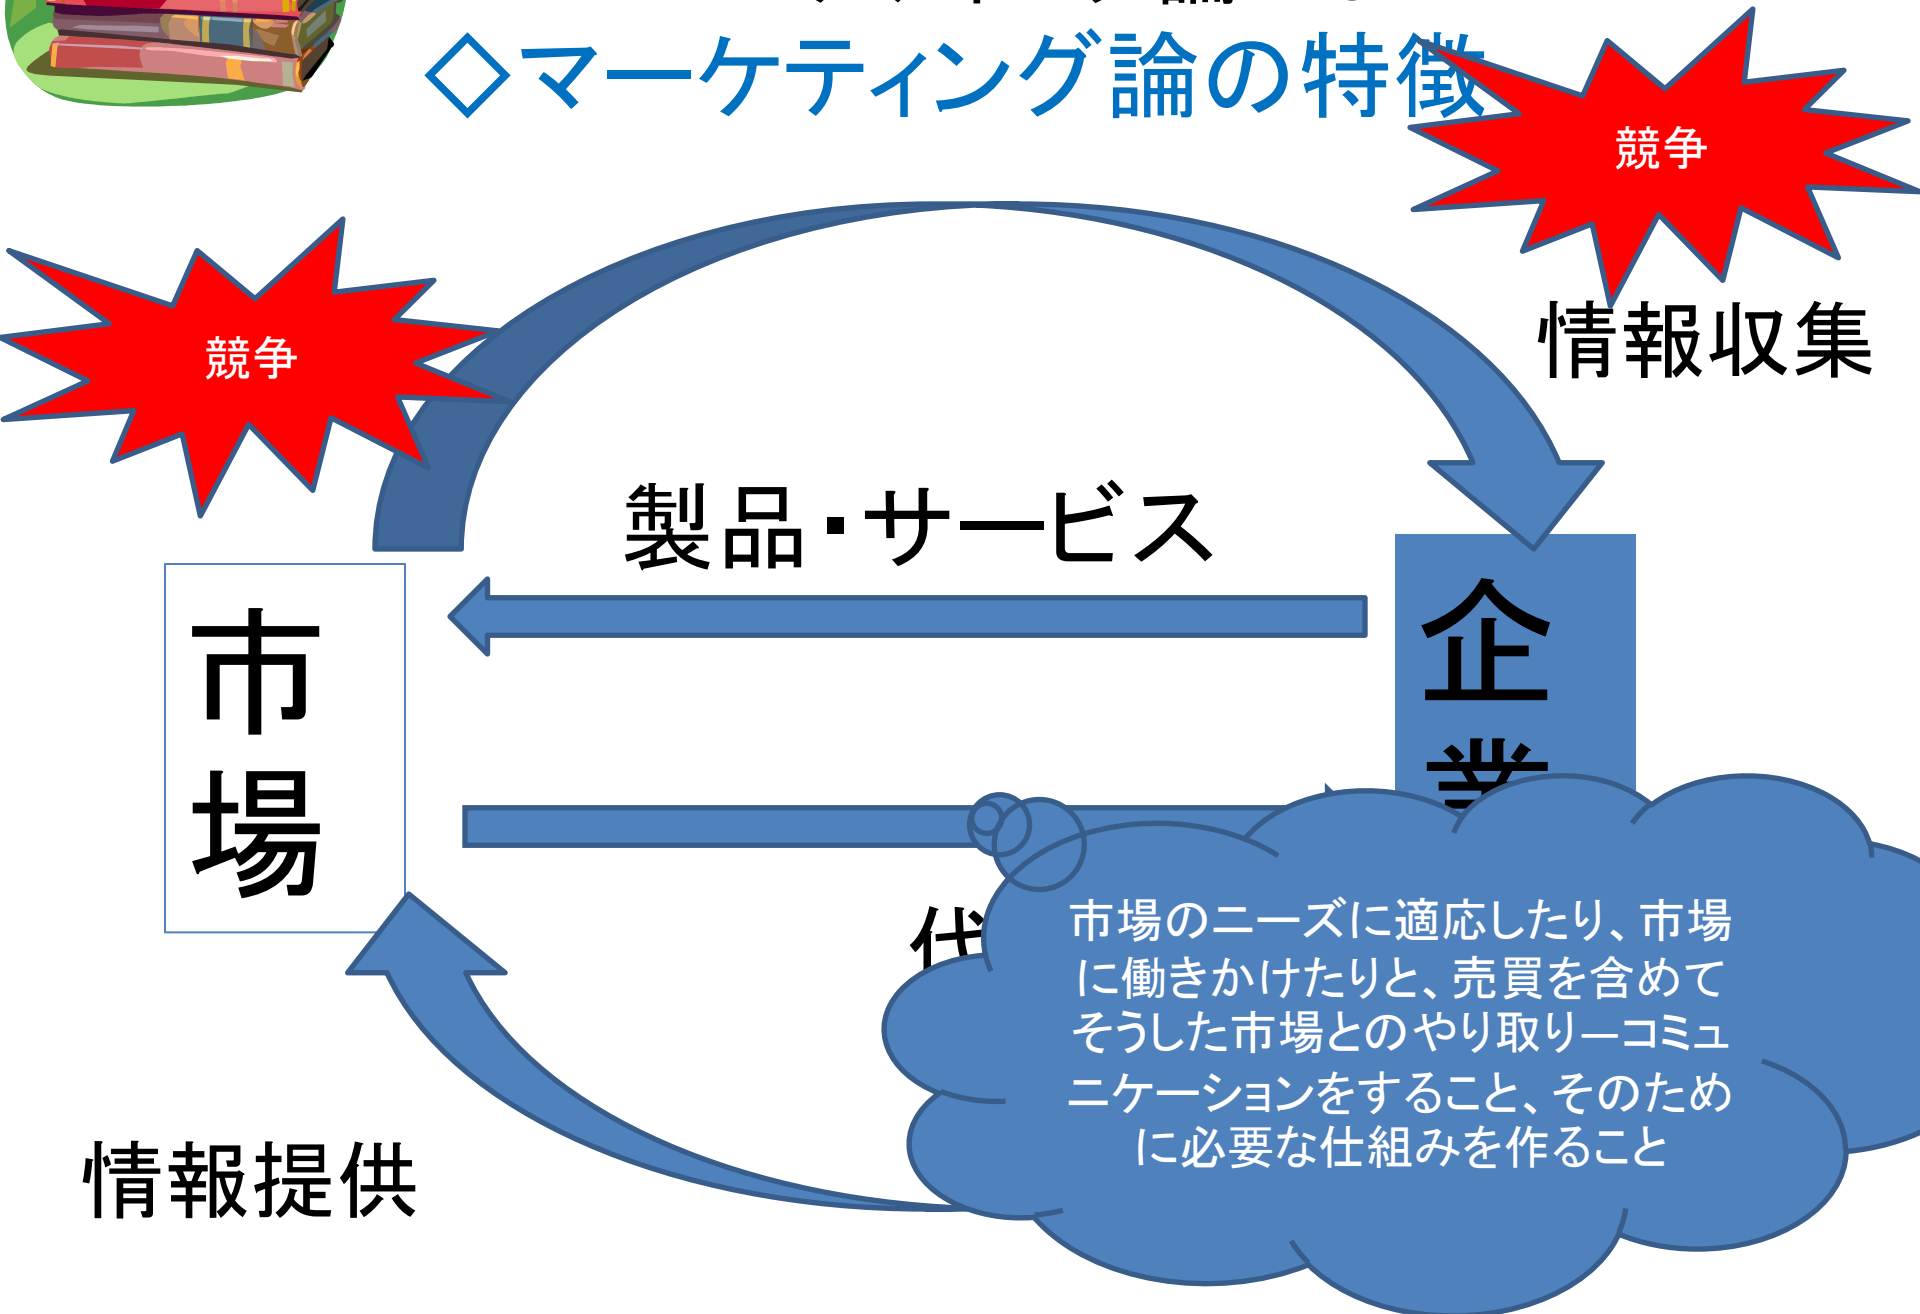 ◇マーケティング論の特徴
競争
競争
情報収集
製品・サービス
市
場
企
業
市場のニーズに適応したり、市場
に働きかけたりと、売買を含めて
そうした市場とのやり取りーコミュ
ニケーションをすること、そのため
に必要な仕組みを作ること
情報提供